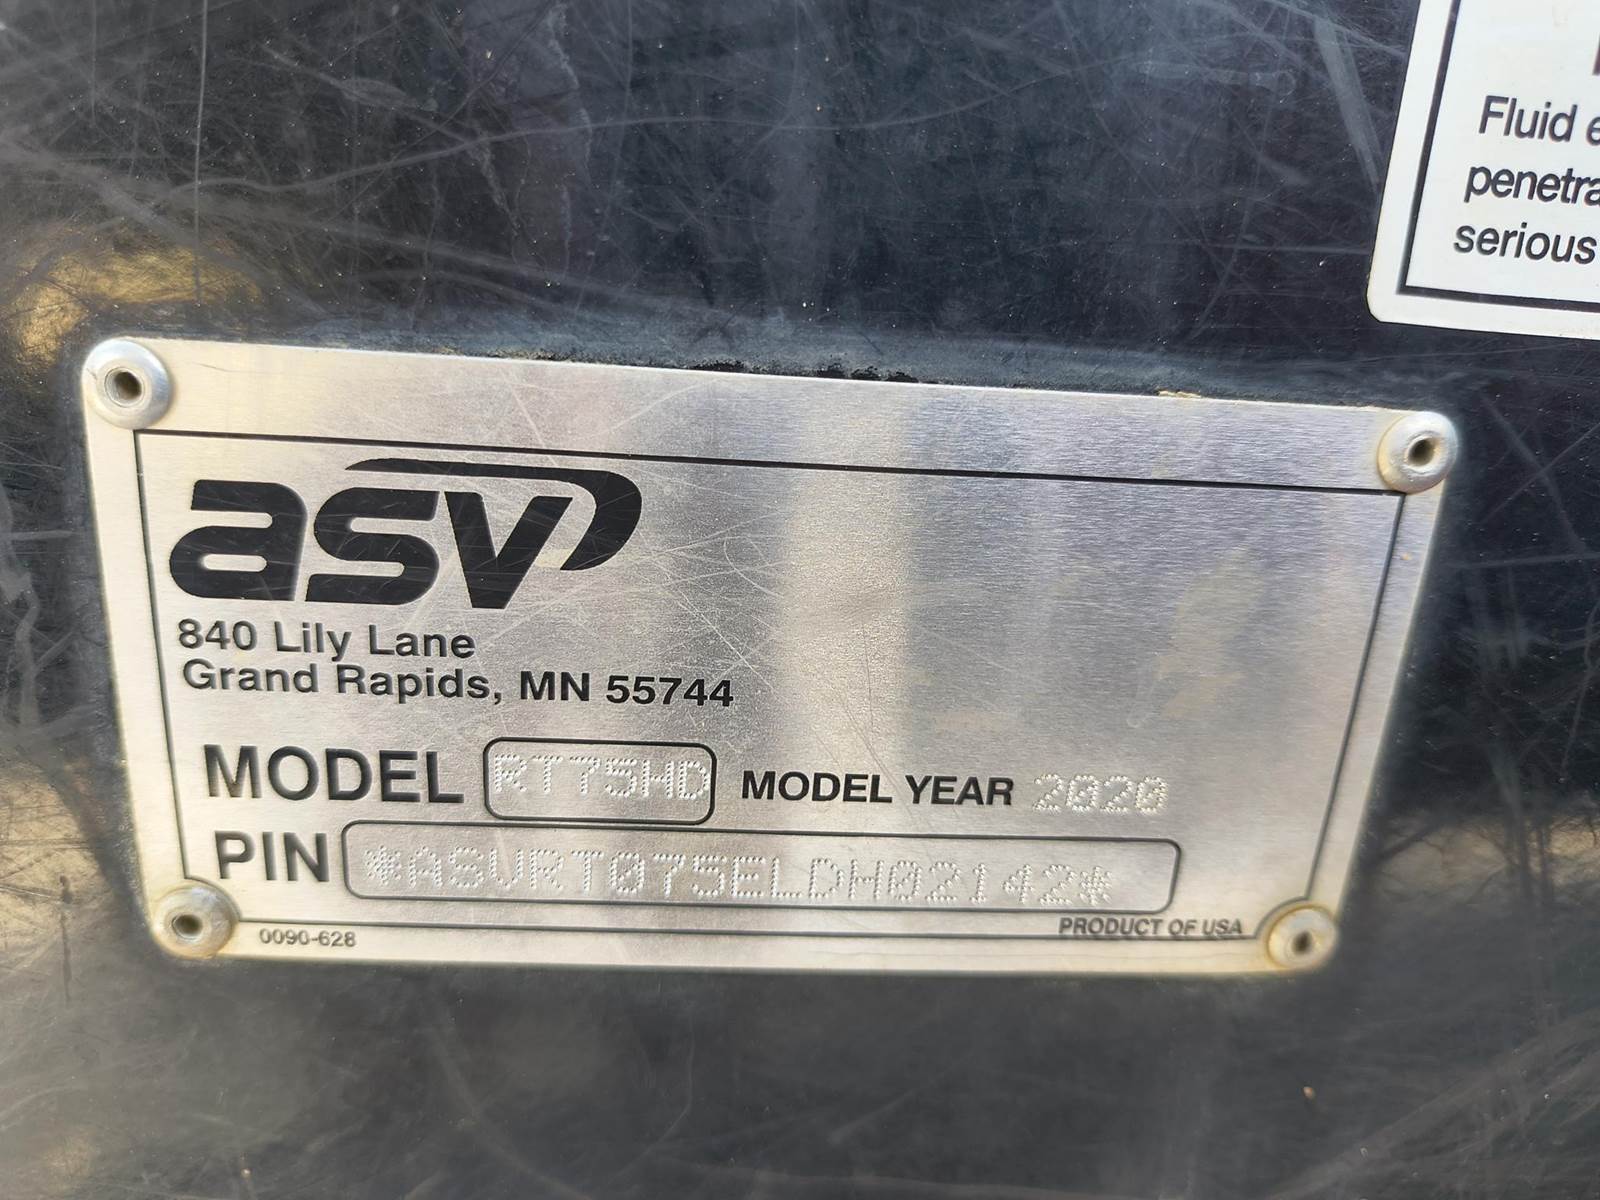 Fluid
penetra
serious
asv
840 Lily Lane
Grand Rapids, MN 55744
MODEL RT75HD MODEL YEAR 2020
PIN *ASVRT075ELDH02142*
0090-628
PRODUCT OF USA